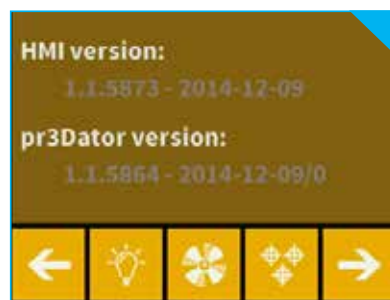 HMI version:
1.1.5873 - 2014-12-09
pr3Dator version:
1.1.5864 - 2014-12-09/0